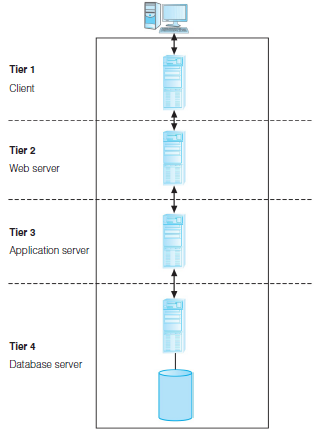 Tier 1
Client
Tier 2
Web server
Tier 3
Application server
Tier 4
Database server